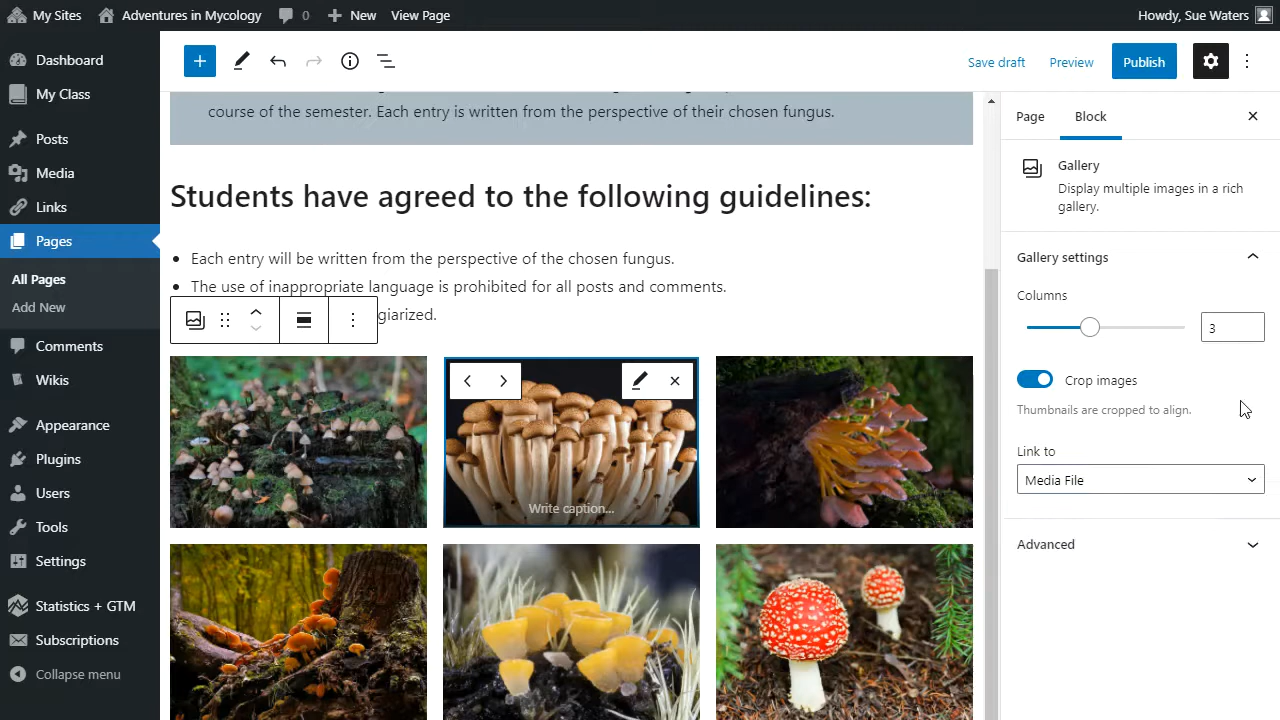 My Sites
Adventures in Mycology
0
New
View Page
Howdy, Sue Waters
Dashboard
My Class
Posts
Media
Links
Pages
All Pages
Add New
Comments
Wikis
Appearance
Plugins
Users
Tools
Settings
Statistics + GTM
Subscriptions
Collapse menu
Save draft
Preview
Publish
course of the semester. Each entry is written from the perspective of their chosen fungus.
Students have agreed to the following guidelines:
Each entry will be written from the perspective of the chosen fungus.
The use of inappropriate language is prohibited for all posts and comments.
giarized.
Write caption...
Page
Block
Gallery
Display multiple images in a rich
gallery.
Gallery settings
Columns
3
Crop images
Thumbnails are cropped to align.
Link to
Media File
Advanced